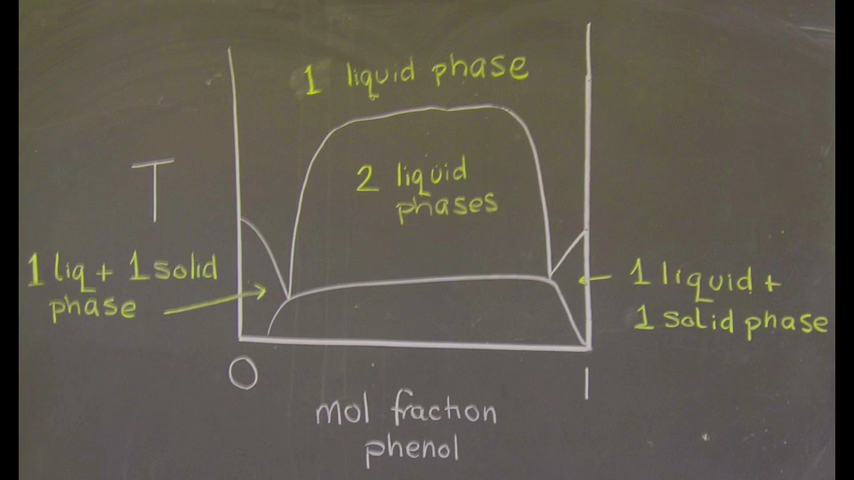 1 liquid phase
T
2 liquid
phases
1 liq + 1 solid
phase
1 liquid +
1 solid phase
0
1
mol fraction
phenol